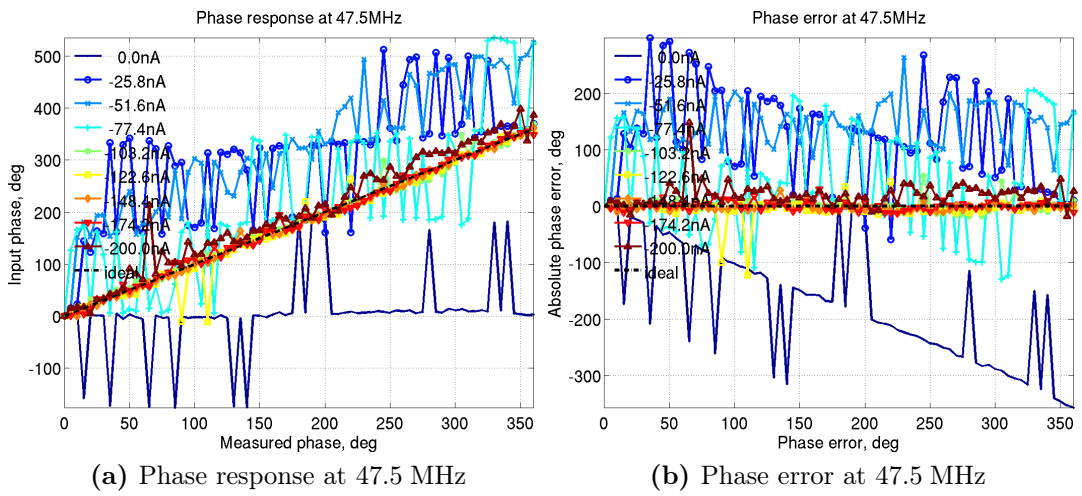 Phase response at 47.5MHz
Input phase, deg
500
400
300
200
100
0
-100
0.0nA
-25.8nA
-51.6nA
-77.4nA
-103.2nA
-122.6nA
-148.4nA
-174.2nA
-200.0nA
ideal
0 50 100 150 200 250 300 350
Measured phase, deg
(a) Phase response at 47.5 MHz
Phase error at 47.5MHz
Absolute phase error, deg
200
100
0
-100
-200
-300
0.0nA
-25.8nA
-51.6nA
-77.4nA
-103.2nA
-122.6nA
-148.4nA
-174.2nA
-200.0nA
ideal
0 50 100 150 200 250 300 350
Phase error, deg
(b) Phase error at 47.5 MHz